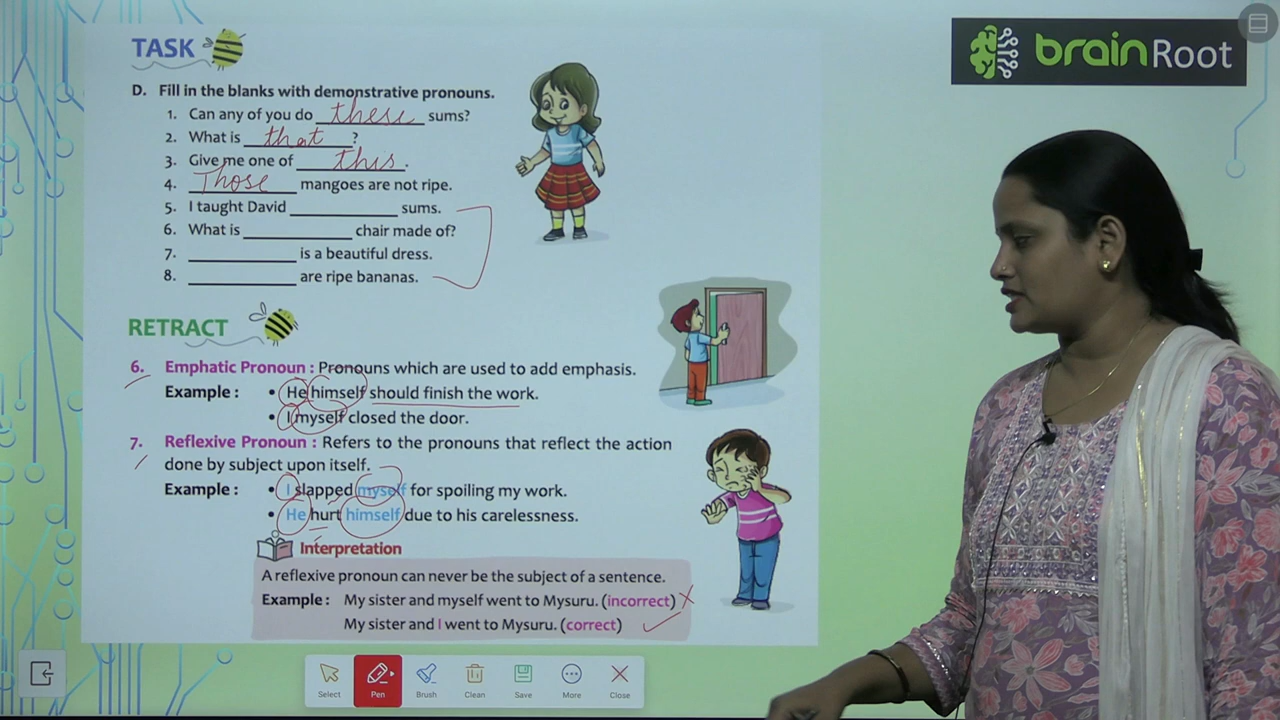 TASK
brainRoot
D. Fill in the blanks with demonstrative pronouns.
1. Can any of you do these sums?
2. What is that ?
3. Give me one of this.
4. Those mangoes are not ripe.
5. I taught David ____________ sums.
6. What is ____________ chair made of?
7. ____________ is a beautiful dress.
8. ____________ are ripe bananas.
RETRACT
6. Emphatic Pronoun : Pronouns which are used to add emphasis.
Example : • He himself should finish the work.
• I myself closed the door.
7. Reflexive Pronoun : Refers to the pronouns that reflect the action
done by subject upon itself.
Example : • I slapped myself for spoiling my work.
• He hurt himself due to his carelessness.
Interpretation
A reflexive pronoun can never be the subject of a sentence.
Example : My sister and myself went to Mysuru. (incorrect)
My sister and I went to Mysuru. (correct)
Select Pen Brush Clean Save More Close